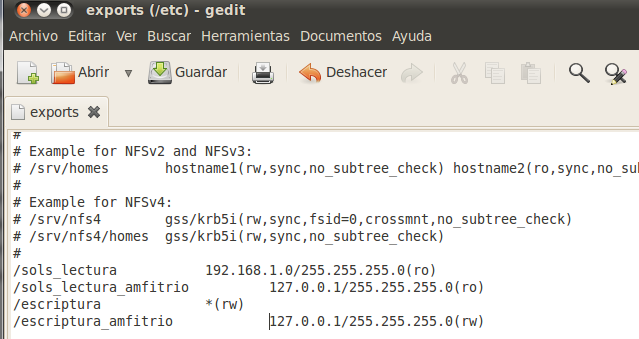 exports (/etc) - gedit
Archivo Editar Ver Buscar Herramientas Documentos Ayuda
Abrir Guardar Deshacer
exports
#
# Example for NFSv2 and NFSv3:
# /srv/homes hostname1(rw,sync,no_subtree_check) hostname2(ro,sync,no_su
#
# Example for NFSv4:
# /srv/nfs4 gss/krb5i(rw,sync,fsid=0,crossmnt,no_subtree_check)
# /srv/nfs4/homes gss/krb5i(rw,sync,no_subtree_check)
#
/sols_lectura 192.168.1.0/255.255.255.0(ro)
/sols_lectura_amfitrio 127.0.0.1/255.255.255.0(ro)
/escriptura *(rw)
/escriptura_amfitrio 127.0.0.1/255.255.255.0(rw)